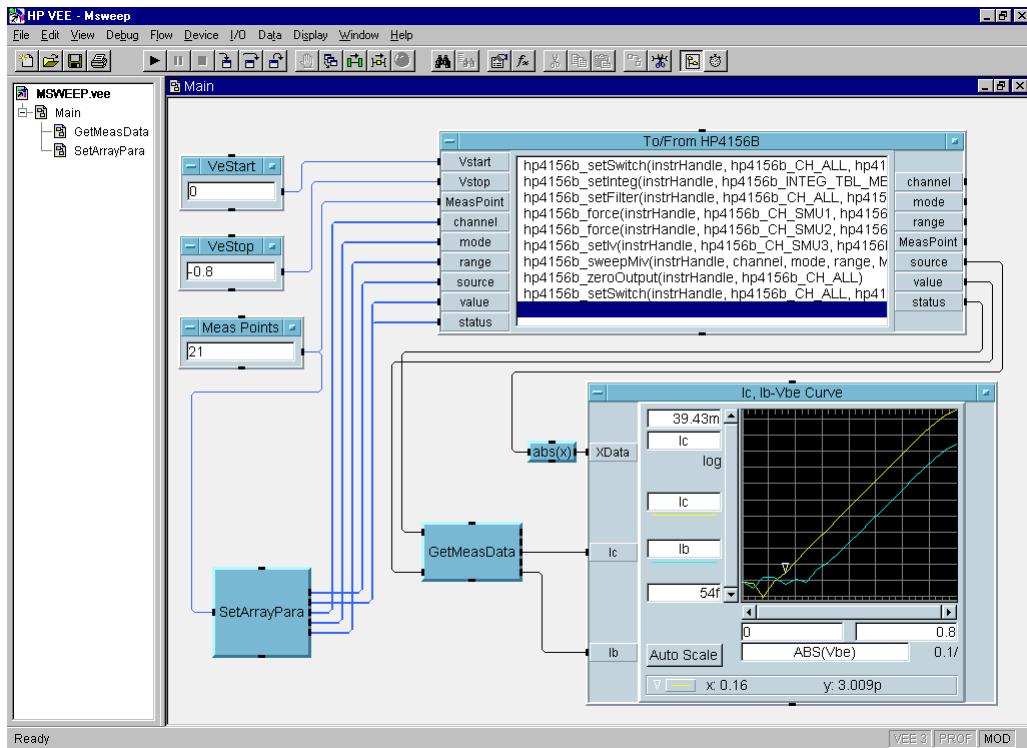 HP VEE - Msweep
File Edit View Debug Flow Device I/O Data Display Window Help
MSWEEP.vee
Main
GetMeasData
SetArrayPara
Main
VeStart
0
VeStop
-0.8
Meas Points
21
To/From HP4156B
Vstart
Vstop
MeasPoint
channel
mode
range
source
value
status
hp4156b_setSwitch(instrHandle, hp4156b_CH_ALL, hp41
hp4156b_setInteg(instrHandle, hp4156b_INTEG_TBL_ME
hp4156b_setFilter(instrHandle, hp4156b_CH_ALL, hp415
hp4156b_force(instrHandle, hp4156b_CH_SMU1, hp4156
hp4156b_force(instrHandle, hp4156b_CH_SMU2, hp4156
hp4156b_setIv(instrHandle, hp4156b_CH_SMU3, hp4156
hp4156b_sweepMiv(instrHandle, channel, mode, range, M
hp4156b_zeroOutput(instrHandle, hp4156b_CH_ALL)
hp4156b_setSwitch(instrHandle, hp4156b_CH_ALL, hp41
channel
mode
range
MeasPoint
source
value
status
abs(x)
GetMeasData
SetArrayPara
Ic, Ib-Vbe Curve
XData
Ic
Ib
39.43m
Ic
log
Ic
Ib
54f
Auto Scale
0
0.8
ABS(Vbe)
0.1/
x: 0.16
y: 3.009p
Ready
VEE 3
PROF
MOD